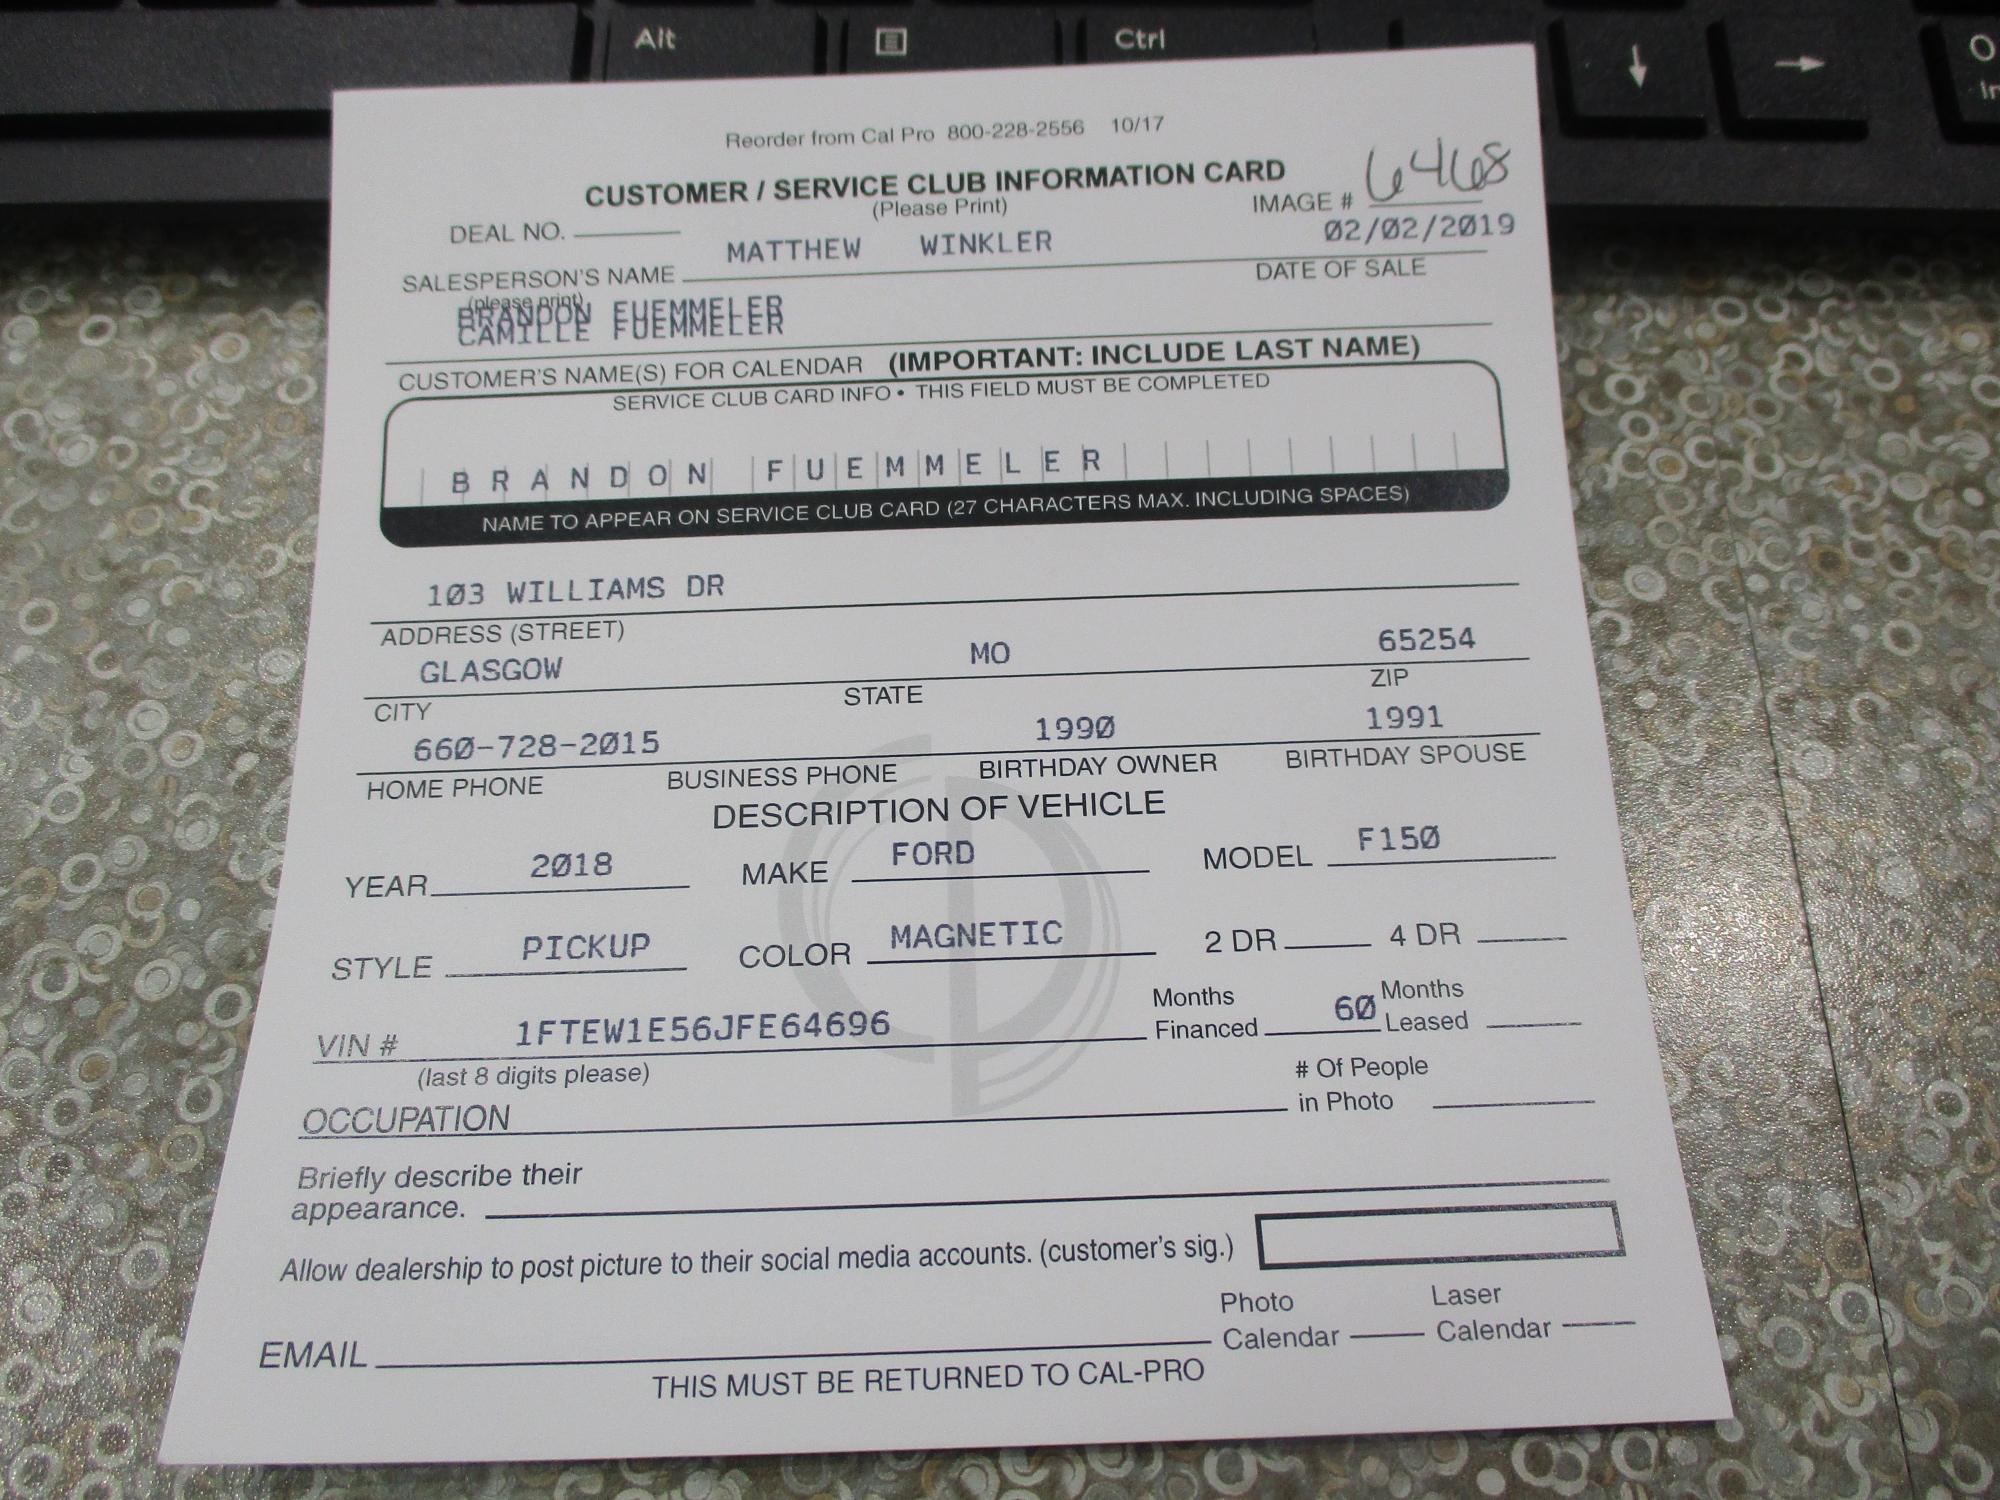 Alt Ctrl
Reorder from Cal Pro 800-228-2556 10/17
CUSTOMER / SERVICE CLUB INFORMATION CARD
(Please Print)
IMAGE # 6468
DEAL NO.
MATTHEW WINKLER 02/02/2019
SALESPERSON'S NAME DATE OF SALE
(please print)
BRANDON FUEMMELER
CAMILLE FUEMMELER
CUSTOMER'S NAME(S) FOR CALENDAR (IMPORTANT: INCLUDE LAST NAME)
SERVICE CLUB CARD INFO • THIS FIELD MUST BE COMPLETED
BRANDON FUEMMELER
NAME TO APPEAR ON SERVICE CLUB CARD (27 CHARACTERS MAX. INCLUDING SPACES)
103 WILLIAMS DR
ADDRESS (STREET)
GLASGOW MO 65254
CITY STATE ZIP
660-728-2015 1990 1991
HOME PHONE BUSINESS PHONE BIRTHDAY OWNER BIRTHDAY SPOUSE
DESCRIPTION OF VEHICLE
YEAR 2018 MAKE FORD MODEL F150
STYLE PICKUP COLOR MAGNETIC 2 DR 4 DR
VIN # 1FTEW1E56JFE64696 Months Financed 60 Months Leased
(last 8 digits please)
OCCUPATION # Of People in Photo
Briefly describe their
appearance.
Allow dealership to post picture to their social media accounts. (customer's sig.)
EMAIL Photo Calendar Laser Calendar
THIS MUST BE RETURNED TO CAL-PRO